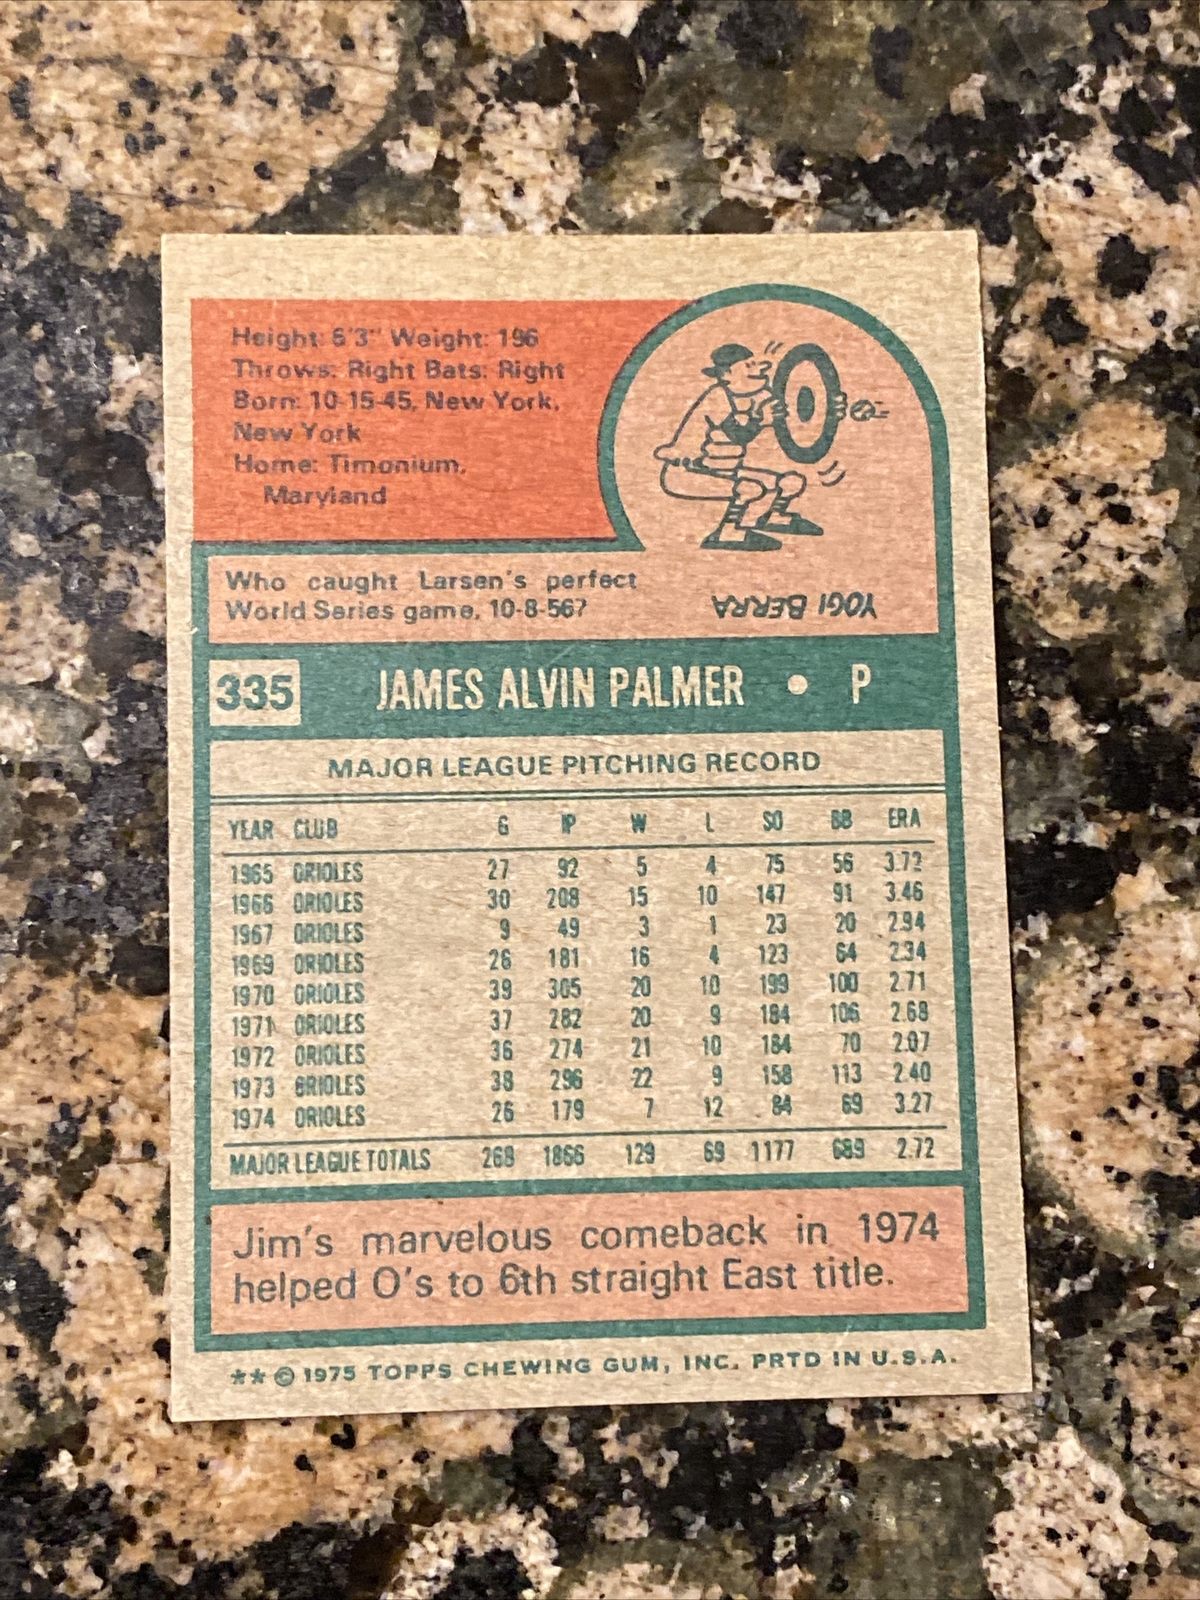 Height: 6'3" Weight: 196
Throws: Right Bats: Right
Born: 10-15-45, New York,
New York
Home: Timonium,
Maryland
Who caught Larsen's perfect
World Series game, 10-8-56?
YOGI BERRA
335 JAMES ALVIN PALMER • P
MAJOR LEAGUE PITCHING RECORD
YEAR CLUB G IP W L SO BB ERA
1965 ORIOLES 27 92 5 4 75 56 3.72
1966 ORIOLES 30 208 15 10 147 91 3.46
1967 ORIOLES 9 49 3 1 23 20 2.94
1969 ORIOLES 26 181 16 4 123 64 2.34
1970 ORIOLES 39 305 20 10 199 100 2.71
1971 ORIOLES 37 282 20 9 184 106 2.68
1972 ORIOLES 36 274 21 10 184 70 2.07
1973 ORIOLES 38 296 22 9 158 113 2.40
1974 ORIOLES 26 179 7 12 84 69 3.27
MAJOR LEAGUE TOTALS 268 1866 129 69 1177 689 2.72
Jim's marvelous comeback in 1974
helped O's to 6th straight East title.
** © 1975 TOPPS CHEWING GUM, INC. PRTD IN U.S.A.